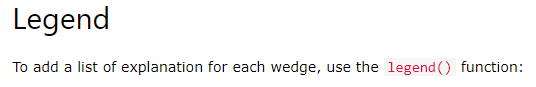 Legend
To add a list of explanation for each wedge, use the legend() function: